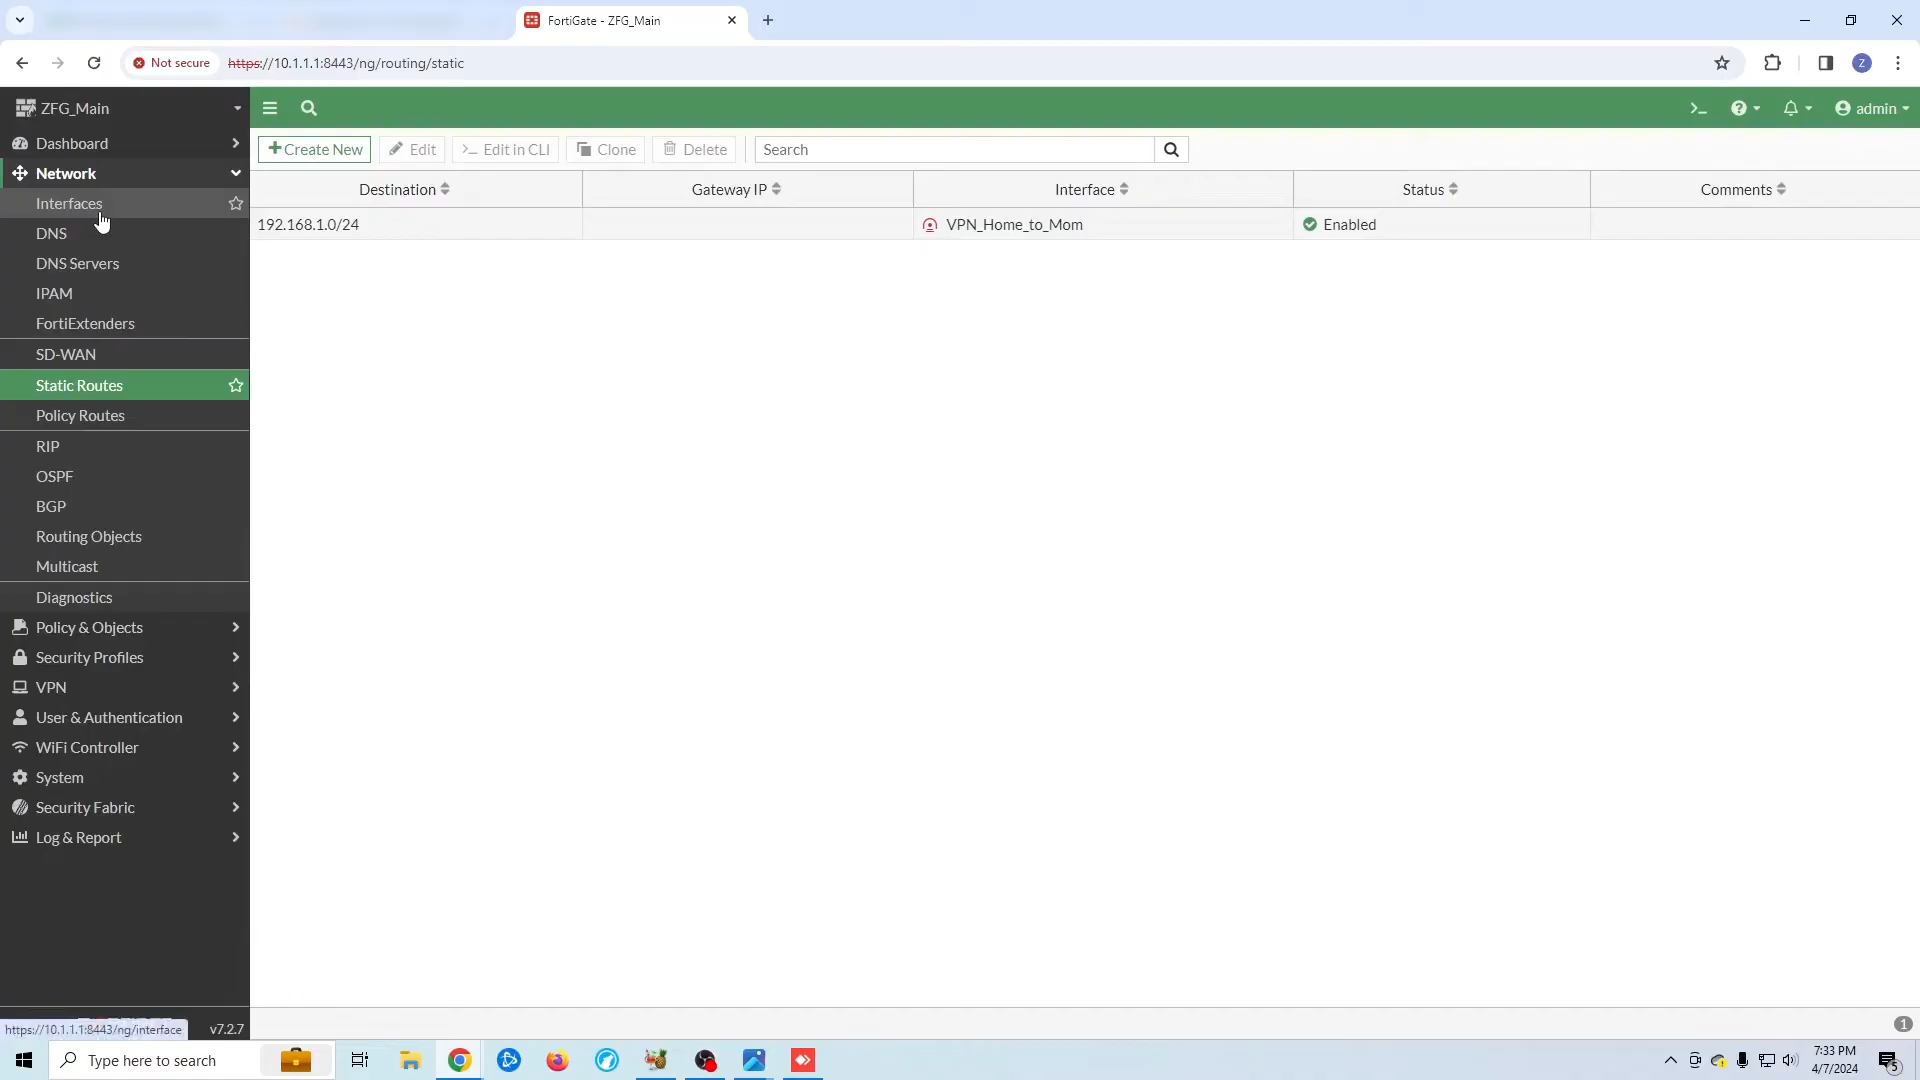 FortiGate - ZFG_Main
Not secure
https://10.1.1.1:8443/ng/routing/static
Z
ZFG_Main
admin
Dashboard
Network
Interfaces
DNS
DNS Servers
IPAM
FortiExtenders
SD-WAN
Static Routes
Policy Routes
RIP
OSPF
BGP
Routing Objects
Multicast
Diagnostics
Policy & Objects
Security Profiles
VPN
User & Authentication
WiFi Controller
System
Security Fabric
Log & Report
https://10.1.1.1:8443/ng/interface
v7.2.7
+Create New
Edit
>_ Edit in CLI
Clone
Delete
Search
Destination
Gateway IP
Interface
Status
Comments
192.168.1.0/24
VPN_Home_to_Mom
Enabled
1
Type here to search
7:33 PM
4/7/2024
5